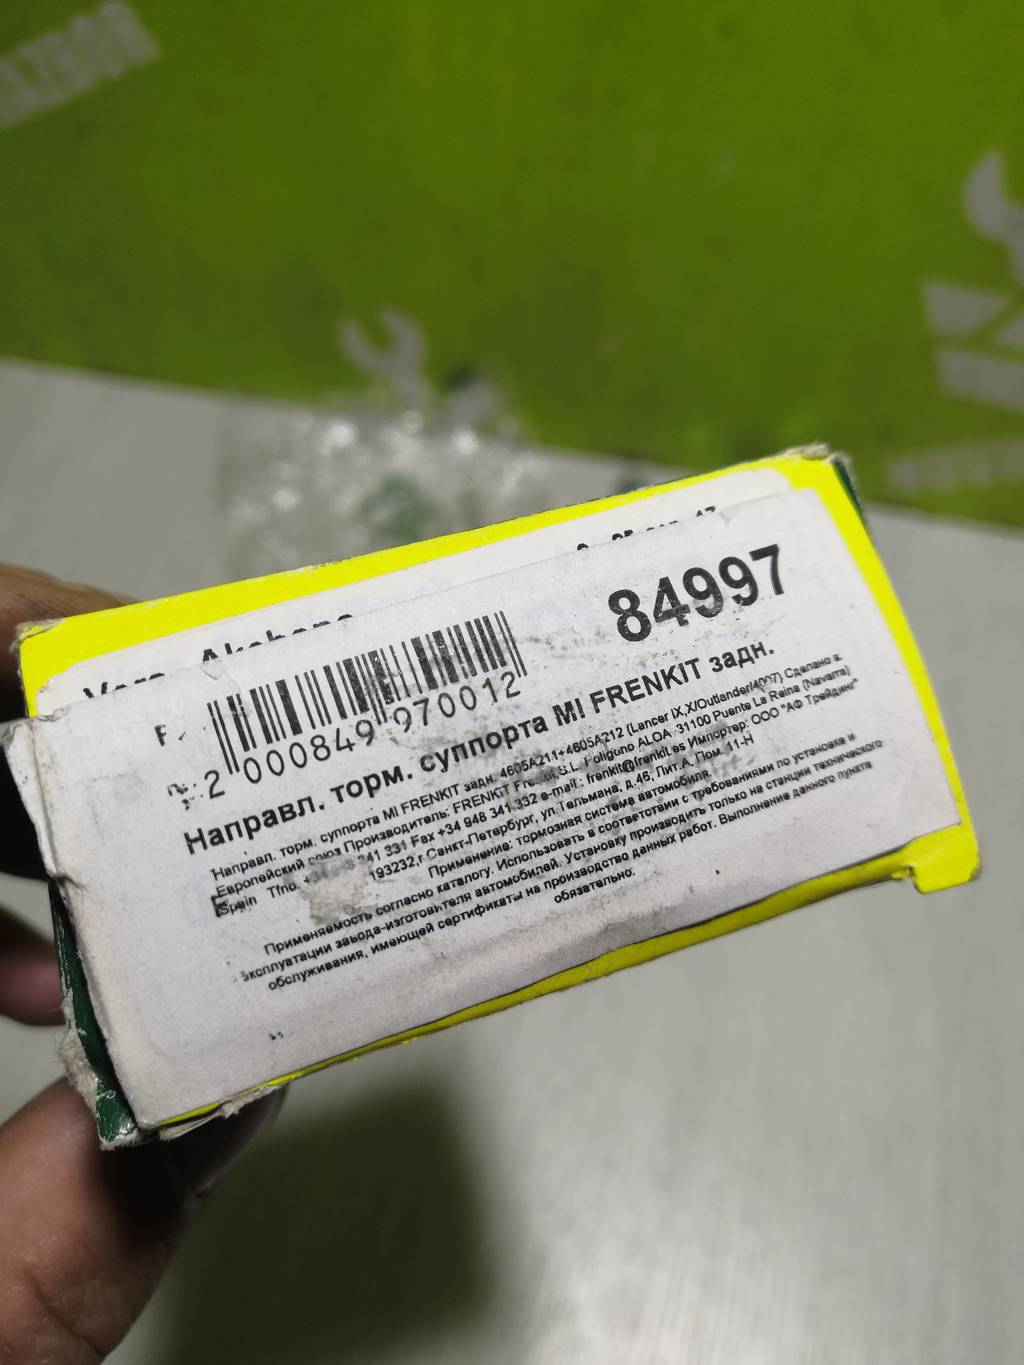 84997
2 000849 970012
Направл. торм. суппорта MI FRENKIT задн.
Направл. торм. суппорта MI FRENKIT задн. 4605A211+4605A212 (Lancer IX,X/Outlander/4007) Сделано в:
Европейский союз Производитель: FRENKIT Frenkit S.L. Poligono ALOA 31100 Puente La Reina (Navarra)
Spain Tfno. 341 331 Fax +34 948 341 332 e-mail: frenkit@frenkit.es Импортер: ООО "АФ Трейдинг"
193232,г Санкт-Петербург, ул.Тельмана, д.46, Лит.А, Пом. 11-Н
Применение: тормозная система автомобиля.
Применяемость согласно каталогу. Использовать в соответствии с требованиями по установке и
эксплуатации завода-изготовителя автомобилей. Установку производить только на станции технического
обслуживания, имеющей сертификаты на производство данных работ. Выполнение данного пункта
обязательно.